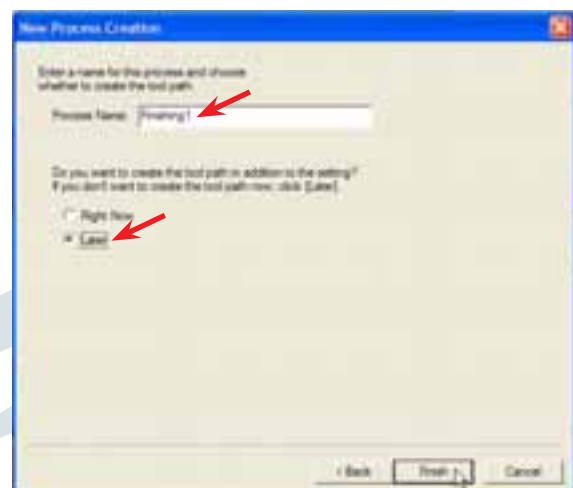 New Process Creation
Enter a name for this process and choose
whether to create the tool path.
Process Name: Finishing1
Do you want to create the tool path in addition to the setting?
If you don't want to create the tool path now, click [Later].
Right Now
Later
< Back Finish Cancel